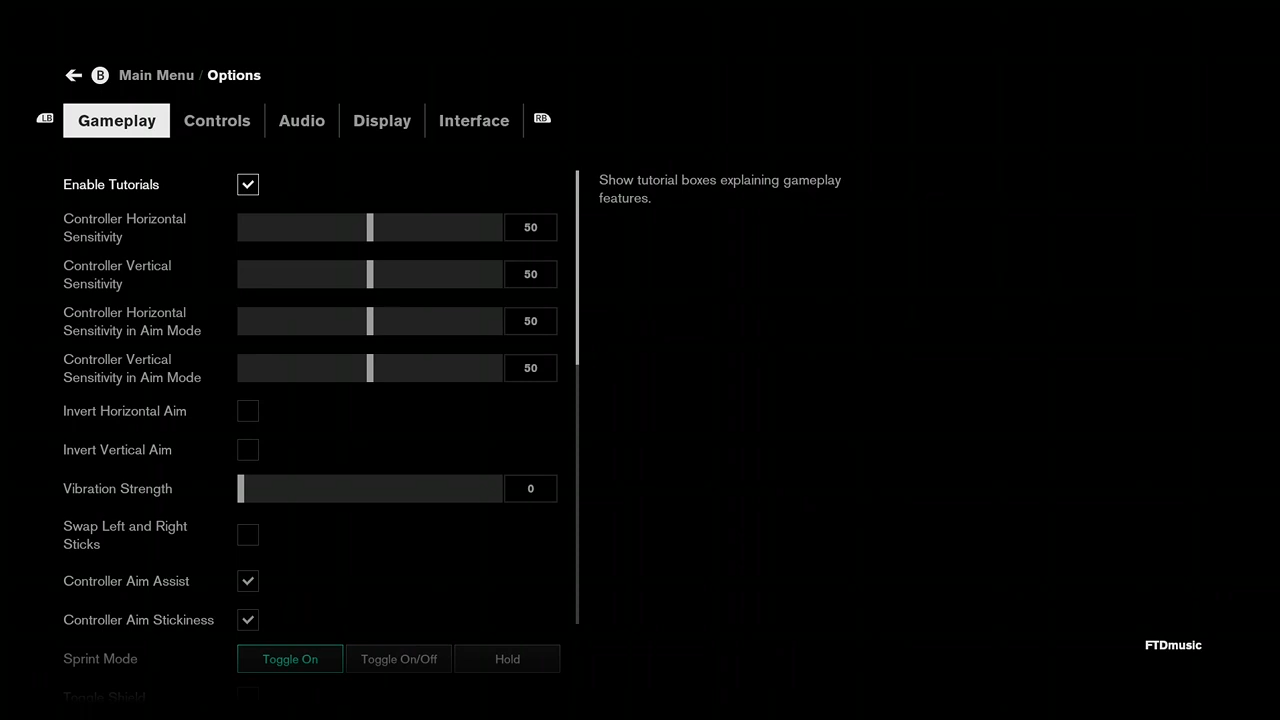 B Main Menu / Options
LB Gameplay Controls Audio Display Interface RB
Enable Tutorials
Show tutorial boxes explaining gameplay
features.
Controller Horizontal
Sensitivity
50
Controller Vertical
Sensitivity
50
Controller Horizontal
Sensitivity in Aim Mode
50
Controller Vertical
Sensitivity in Aim Mode
50
Invert Horizontal Aim
Invert Vertical Aim
Vibration Strength
0
Swap Left and Right
Sticks
Controller Aim Assist
Controller Aim Stickiness
Sprint Mode
Toggle On Toggle On/Off Hold
Toggle Shield
FTDmusic